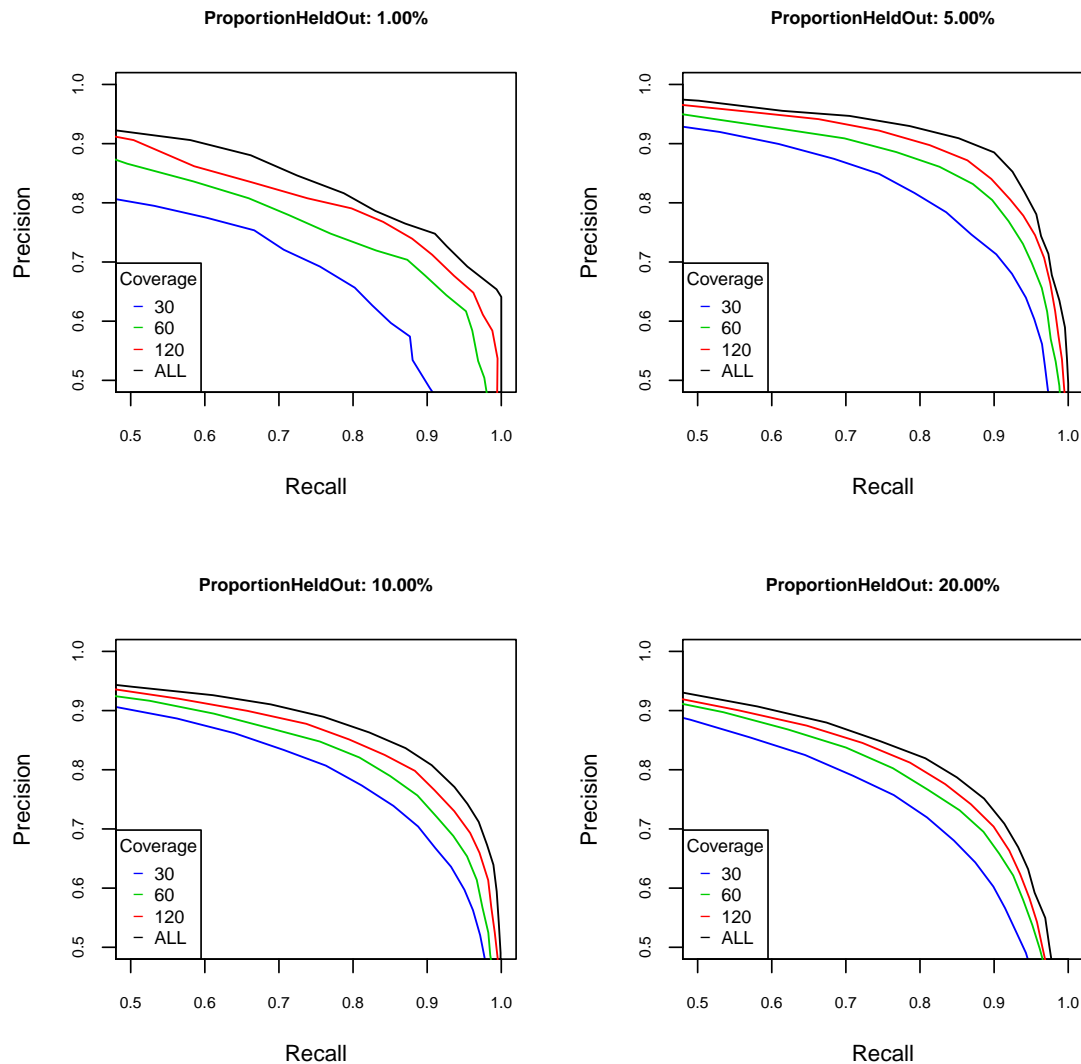 ProportionHeldOut: 1.00%
Precision
1.0
0.9
0.8
0.7
0.6
0.5
Coverage
30
60
120
ALL
0.5 0.6 0.7 0.8 0.9 1.0
Recall
ProportionHeldOut: 5.00%
Precision
1.0
0.9
0.8
0.7
0.6
0.5
Coverage
30
60
120
ALL
0.5 0.6 0.7 0.8 0.9 1.0
Recall
ProportionHeldOut: 10.00%
Precision
1.0
0.9
0.8
0.7
0.6
0.5
Coverage
30
60
120
ALL
0.5 0.6 0.7 0.8 0.9 1.0
Recall
ProportionHeldOut: 20.00%
Precision
1.0
0.9
0.8
0.7
0.6
0.5
Coverage
30
60
120
ALL
0.5 0.6 0.7 0.8 0.9 1.0
Recall